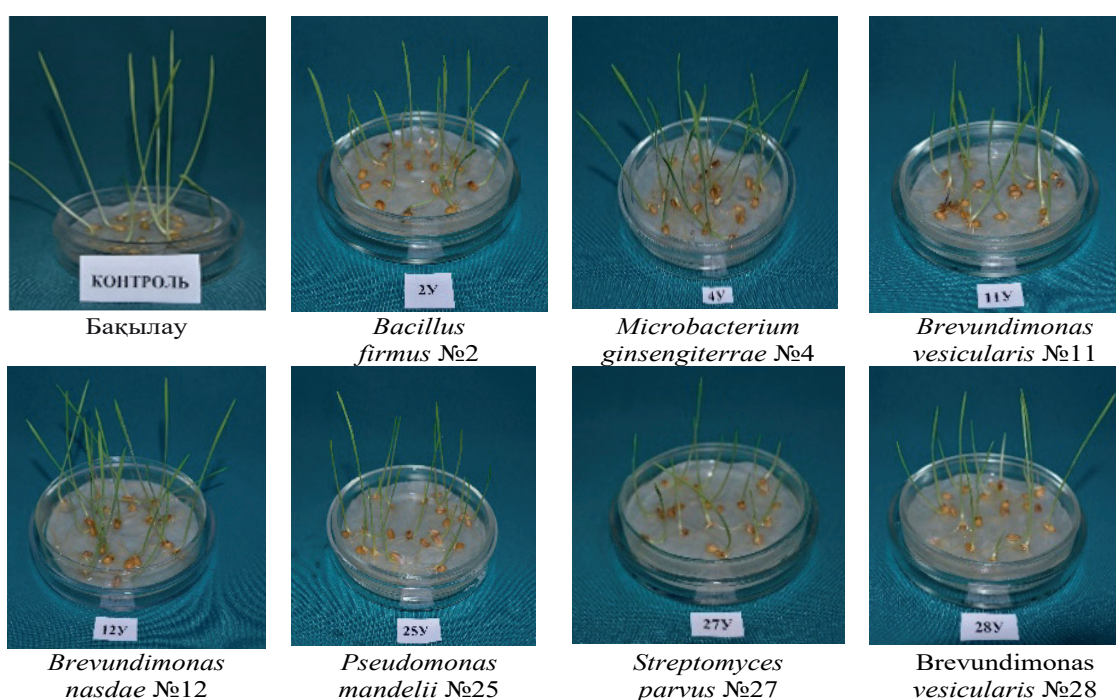 КОНТРОЛЬ
2У
4У
11У
Бақылау
Bacillus
firmus №2
Microbacterium
ginsengiterrae №4
Brevundimonas
vesicularis №11
12У
25У
27У
28У
Brevundimonas
nasdae №12
Pseudomonas
mandelii №25
Streptomyces
parvus №27
Brevundimonas
vesicularis №28